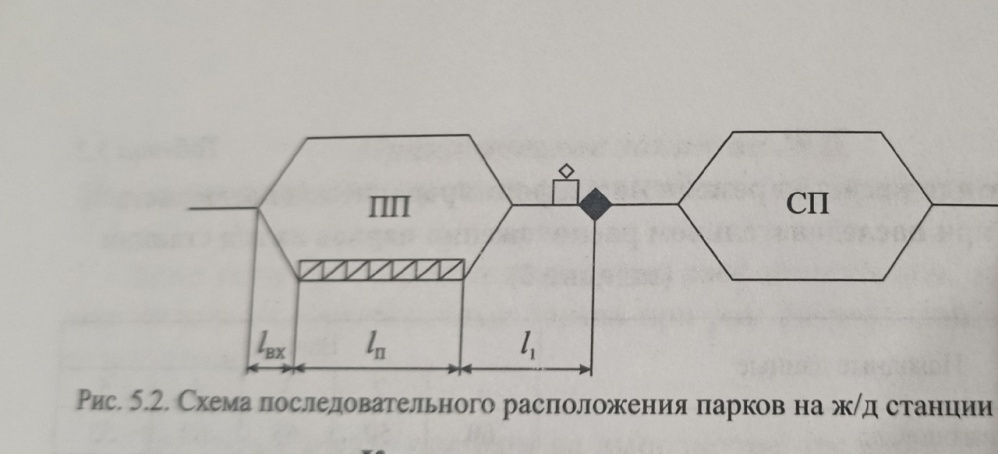 ПП
СП
lвх
lп
l1
Рис. 5.2. Схема последовательного расположения парков на ж/д станции